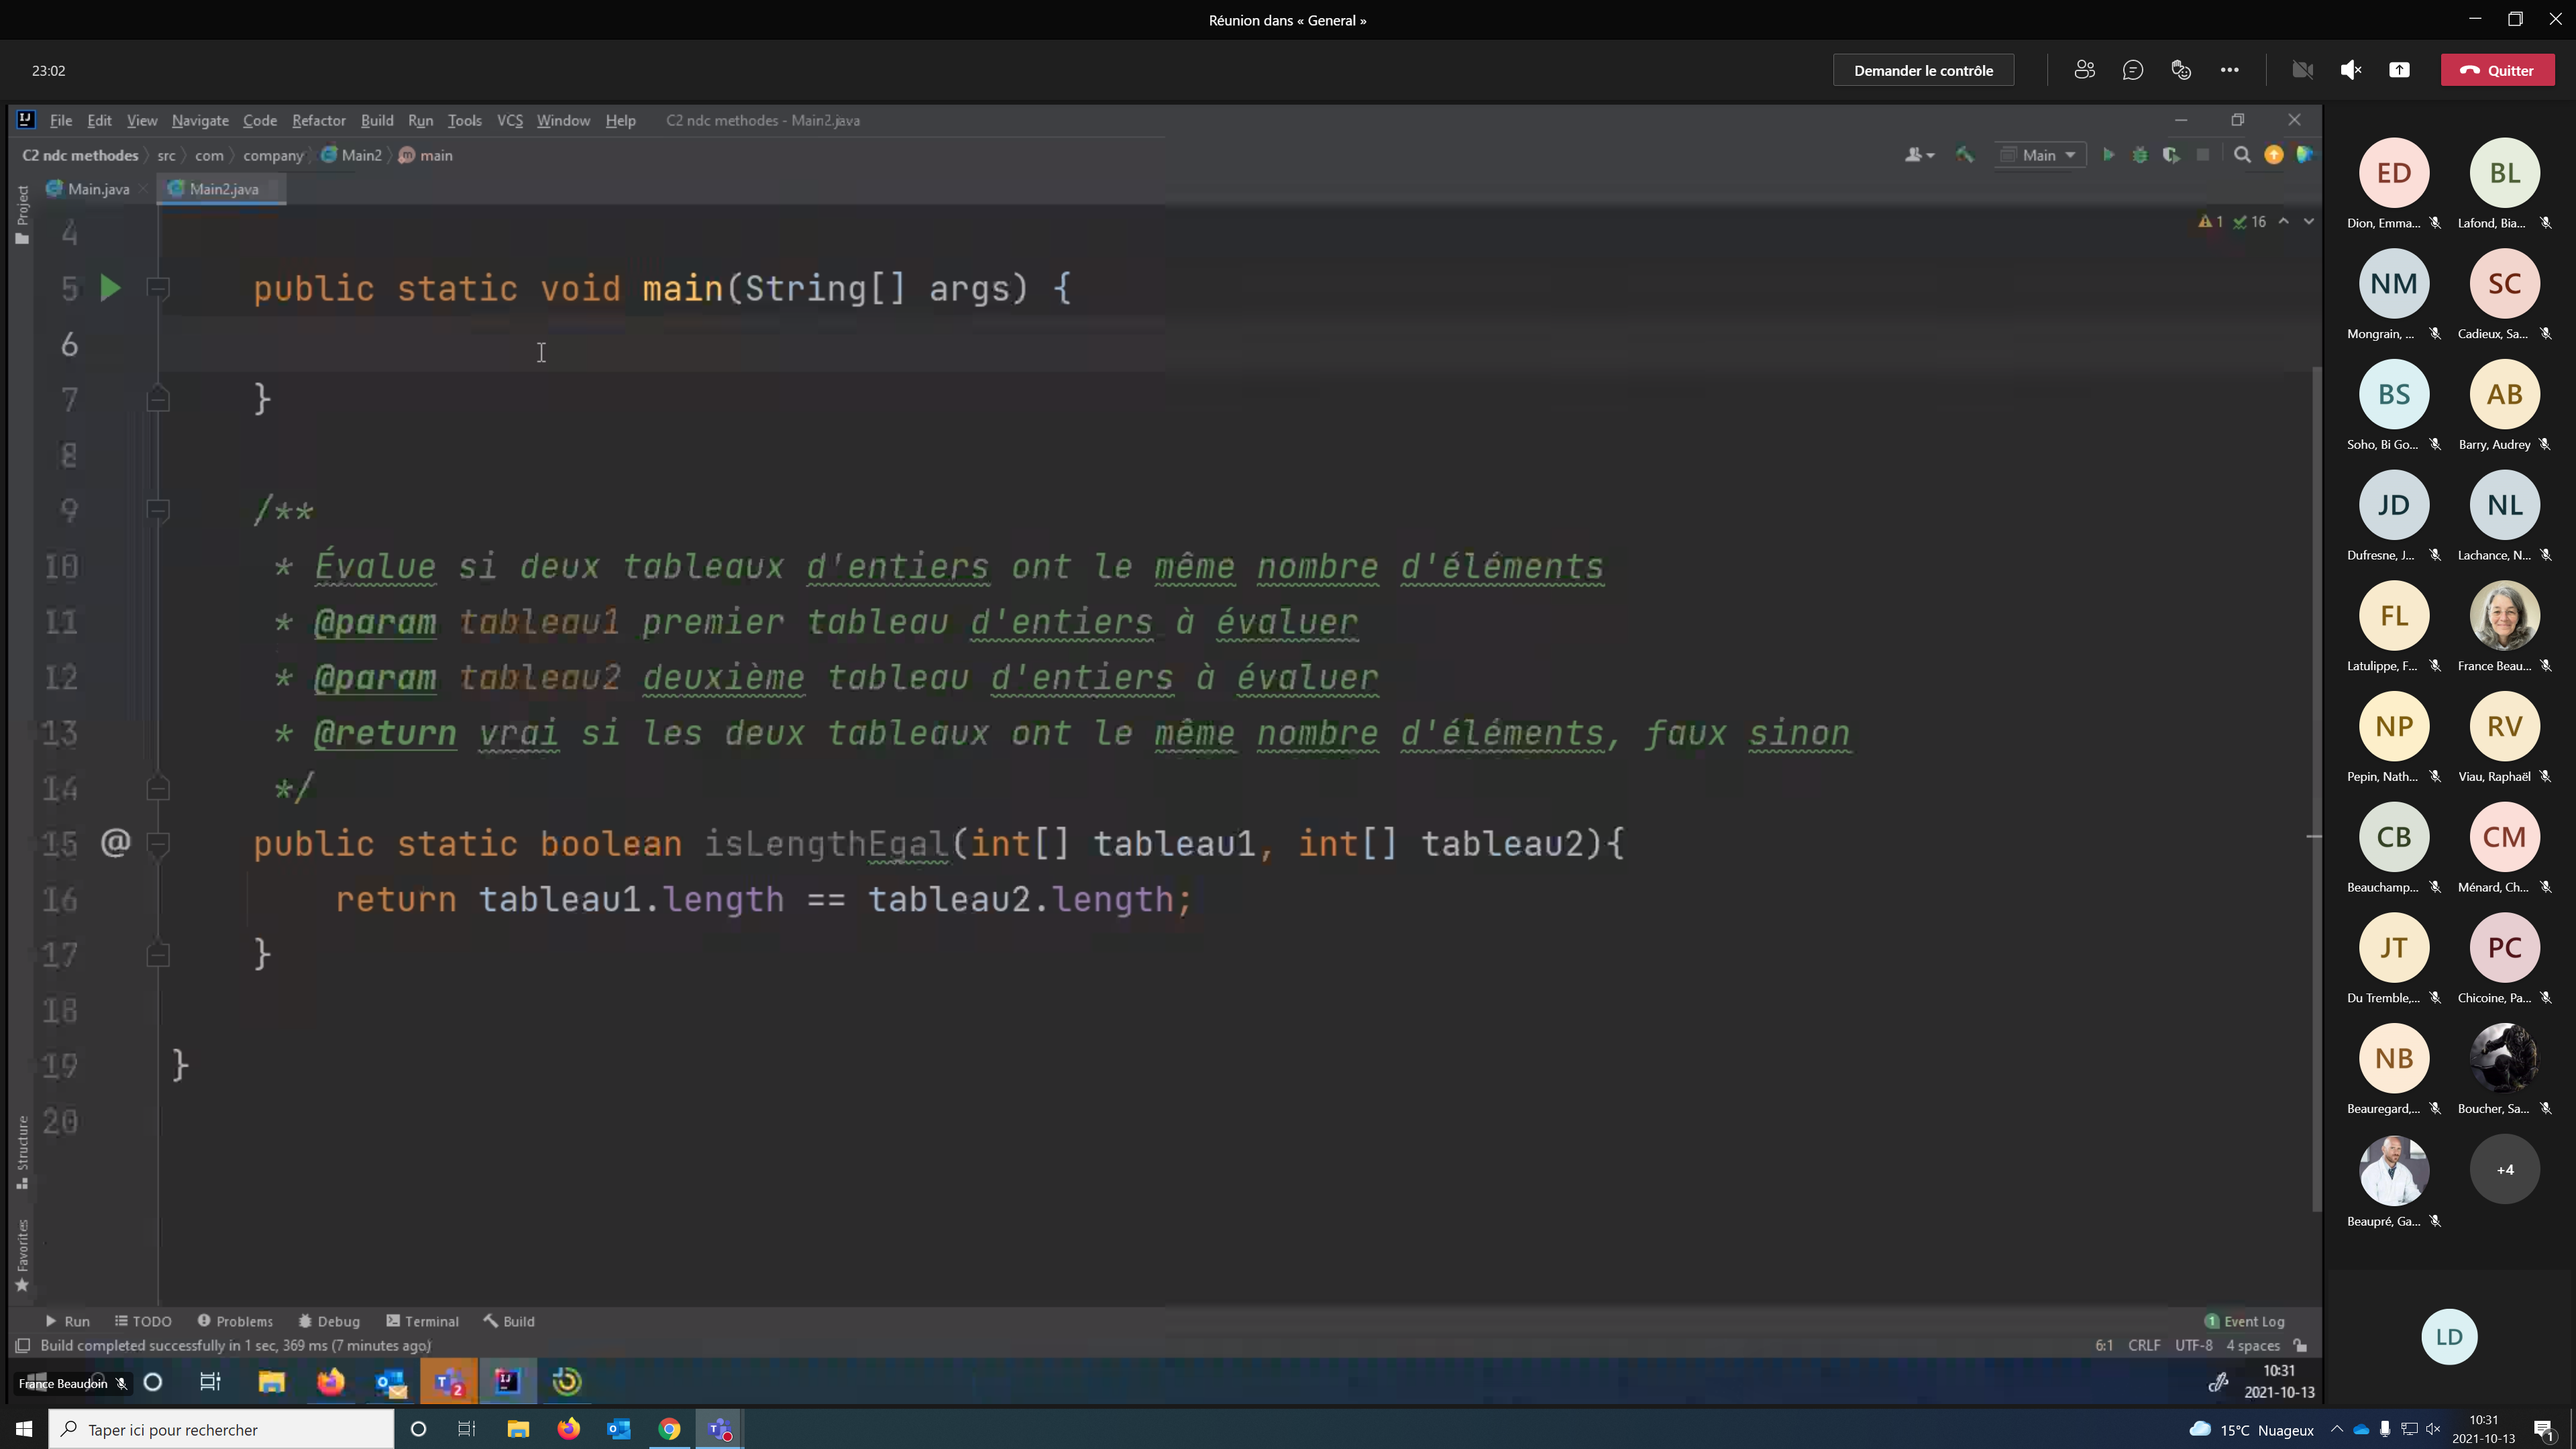 Réunion dans « General »
23:02
Demander le contrôle
Quitter
File Edit View Navigate Code Refactor Build Run Tools VCS Window Help C2 ndc methodes - Main2.java
C2 ndc methodes src com company Main2 main
Main
Main.java Main2.java
Project
1 16
4
5 public static void main(String[] args) {
6
7 }
8
9 /**
10 * Évalue si deux tableaux d'entiers ont le même nombre d'éléments
11 * @param tableau1 premier tableau d'entiers à évaluer
12 * @param tableau2 deuxième tableau d'entiers à évaluer
13 * @return vrai si les deux tableaux ont le même nombre d'éléments, faux sinon
14 */
15 @ public static boolean isLengthEgal(int[] tableau1, int[] tableau2){
16 return tableau1.length == tableau2.length;
17 }
18
19 }
20
Structure
Favorites
Run TODO Problems Debug Terminal Build
1 Event Log
Build completed successfully in 1 sec, 369 ms (7 minutes ago)
6:1 CRLF UTF-8 4 spaces
France Beaudoin
10:31
2021-10-13
ED BL
Dion, Emma... Lafond, Bia...
NM SC
Mongrain, ... Cadieux, Sa...
BS AB
Soho, Bi Go... Barry, Audrey
JD NL
Dufresne, J... Lachance, N...
FL
Latulippe, F... France Beau...
NP RV
Pepin, Nath... Viau, Raphaël
CB CM
Beauchamp... Ménard, Ch...
JT PC
Du Tremble,... Chicoine, Pa...
NB
Beauregard,... Boucher, Sa...
+4
Beaupré, Ga...
LD
Taper ici pour rechercher
15°C Nuageux
10:31
2021-10-13
1